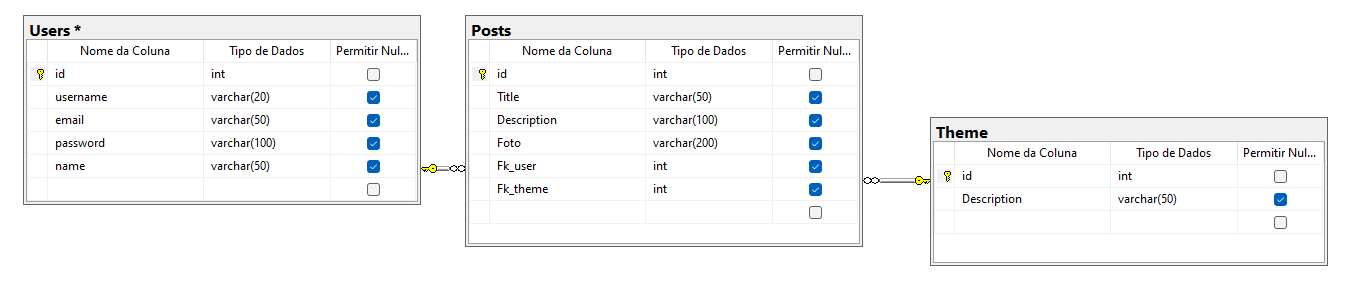 Users *
Nome da Coluna Tipo de Dados Permitir Nul...
id int
username varchar(20)
email varchar(50)
password varchar(100)
name varchar(50)
Posts
Nome da Coluna Tipo de Dados Permitir Nul...
id int
Title varchar(50)
Description varchar(100)
Foto varchar(200)
Fk_user int
Fk_theme int
Theme
Nome da Coluna Tipo de Dados Permitir Nul...
id int
Description varchar(50)